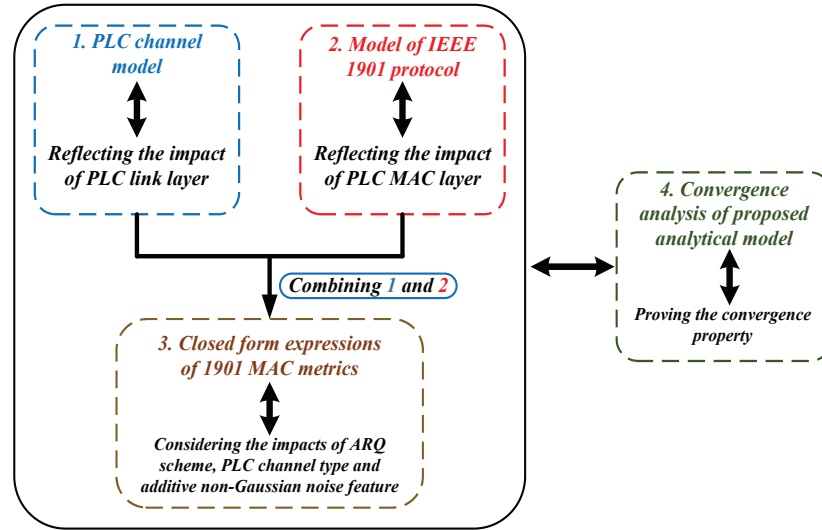 1. PLC channel
model
Reflecting the impact
of PLC link layer
2. Model of IEEE
1901 protocol
Reflecting the impact
of PLC MAC layer
Combining 1 and 2
3. Closed form expressions
of 1901 MAC metrics
Considering the impacts of ARQ
scheme, PLC channel type and
additive non-Gaussian noise feature
4. Convergence
analysis of proposed
analytical model
Proving the convergence
property